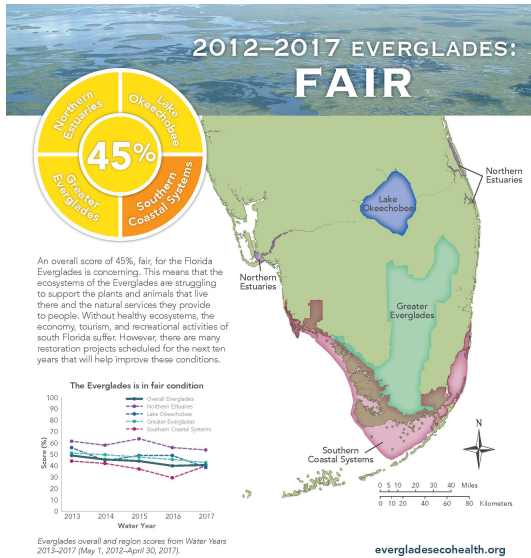 2012–2017 EVERGLADES:
FAIR
Northern
Estuaries
Lake
Okeechobee
45%
Greater
Everglades
Southern
Coastal Systems
An overall score of 45%, fair, for the Florida
Everglades is concerning. This means that the
ecosystems of the Everglades are struggling
to support the plants and animals that live
there and the natural services they provide
to people. Without healthy ecosystems, the
economy, tourism, and recreational activities of
south Florida suffer. However, there are many
restoration projects scheduled for the next ten
years that will help improve these conditions.
Northern
Estuaries
Lake
Okeechobee
Northern
Estuaries
Greater
Everglades
Southern
Coastal Systems
N
0 5 10 20 30 40 Miles
0 10 20 40 60 80 Kilometers
The Everglades is in fair condition
Overall Everglades
Northern Estuaries
Lake Okeechobee
Greater Everglades
Southern Coastal Systems
Score (%)
100
90
80
70
60
50
40
30
20
10
0
2013 2014 2015 2016 2017
Water Year
Everglades overall and region scores from Water Years
2013–2017 (May 1, 2012–April 30, 2017).
evergladesecohealth.org